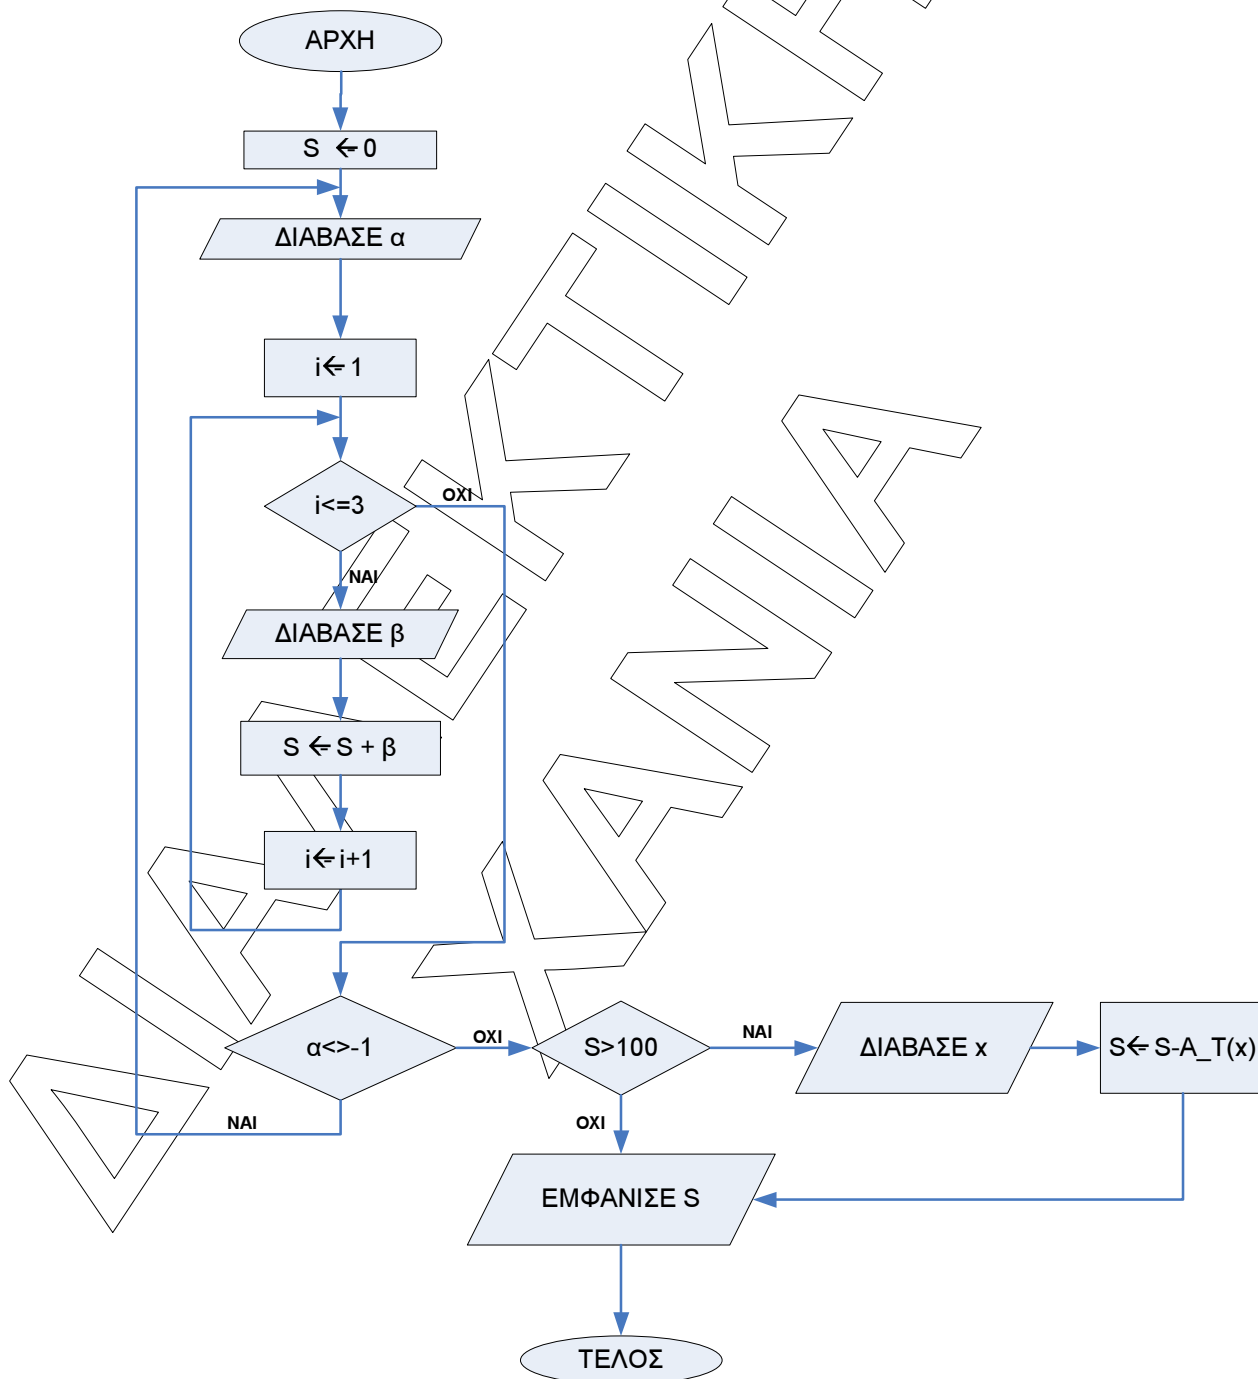 ΑΡΧΗ
S ← 0
ΔΙΑΒΑΣΕ α
i ← 1
i<=3
ΟΧΙ
ΝΑΙ
ΔΙΑΒΑΣΕ β
S ← S + β
i ← i+1
α<>-1
ΟΧΙ
S>100
ΝΑΙ
ΔΙΑΒΑΣΕ x
S ← S-A_T(x)
ΝΑΙ
ΟΧΙ
ΕΜΦΑΝΙΣΕ S
ΤΕΛΟΣ
ΧΑΝΙΑ